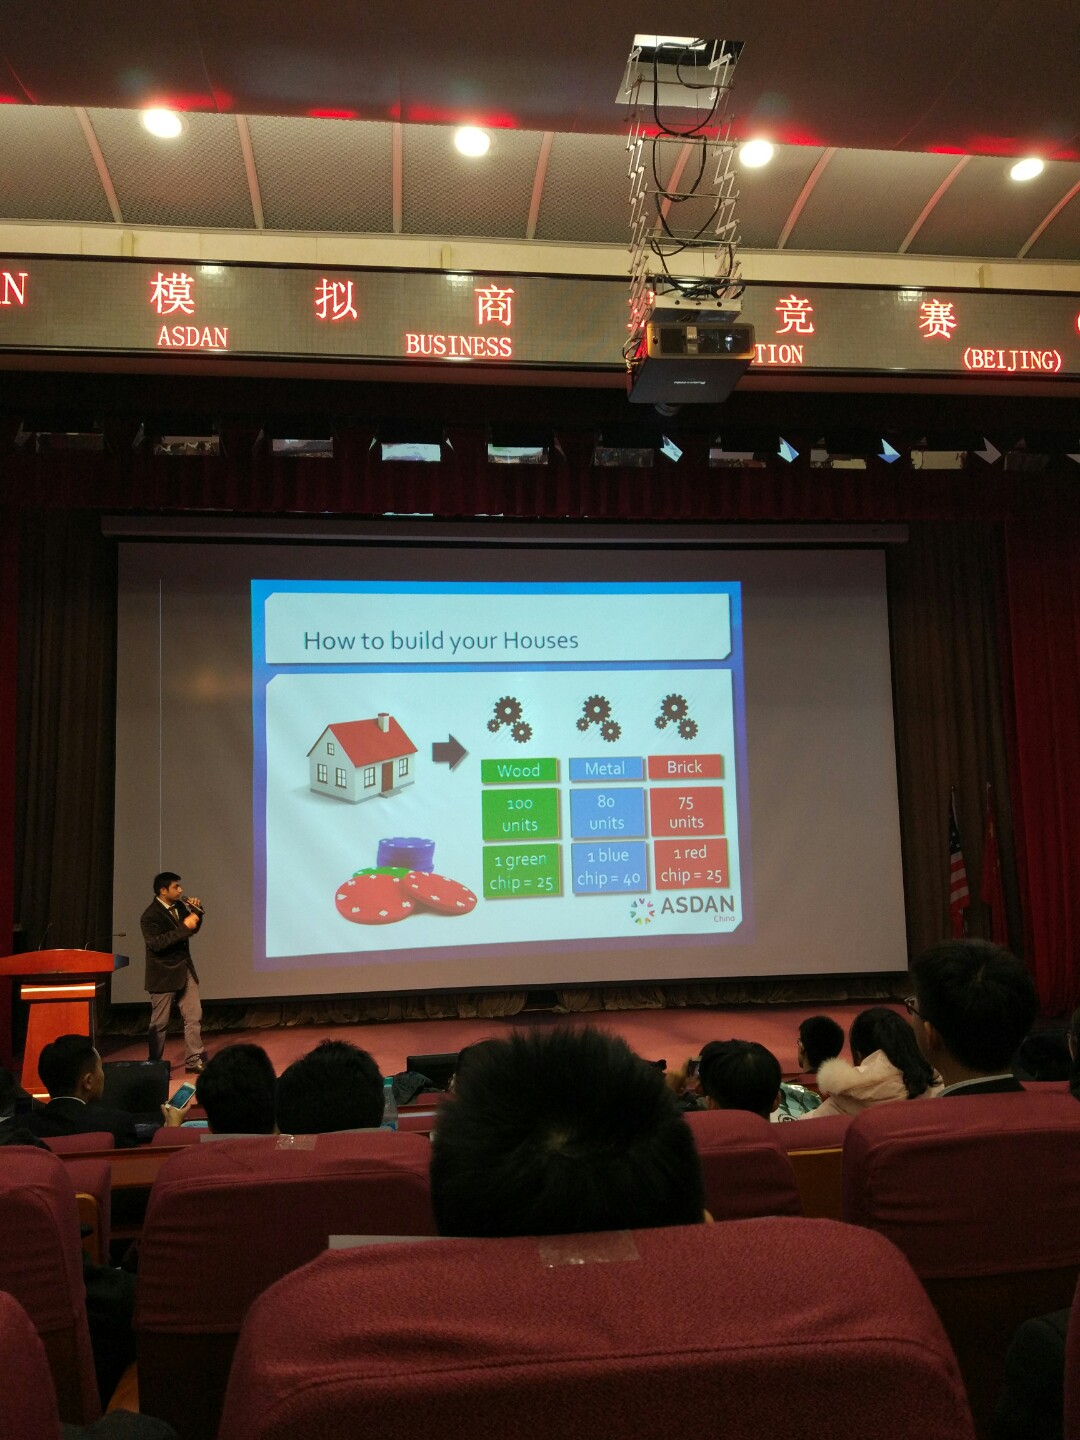 N 模 拟 商 竞 赛
ASDAN BUSINESS TION (BEIJING)
How to build your Houses
Wood Metal Brick
100 units 80 units 75 units
1 green chip = 25 1 blue chip = 40 1 red chip = 25
ASDAN
China